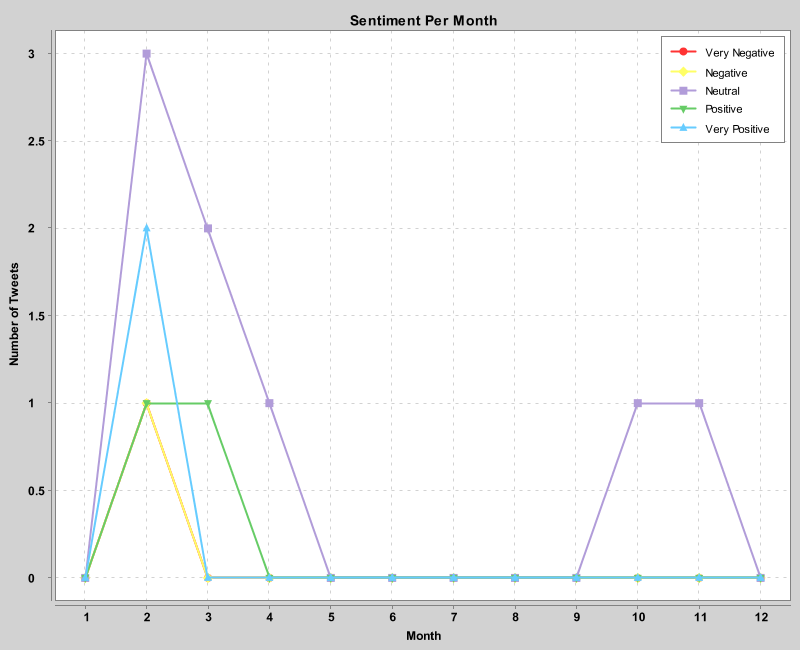 Sentiment Per Month
Very Negative
Negative
Neutral
Positive
Very Positive
Number of Tweets
3
2.5
2
1.5
1
0.5
0
1 2 3 4 5 6 7 8 9 10 11 12
Month